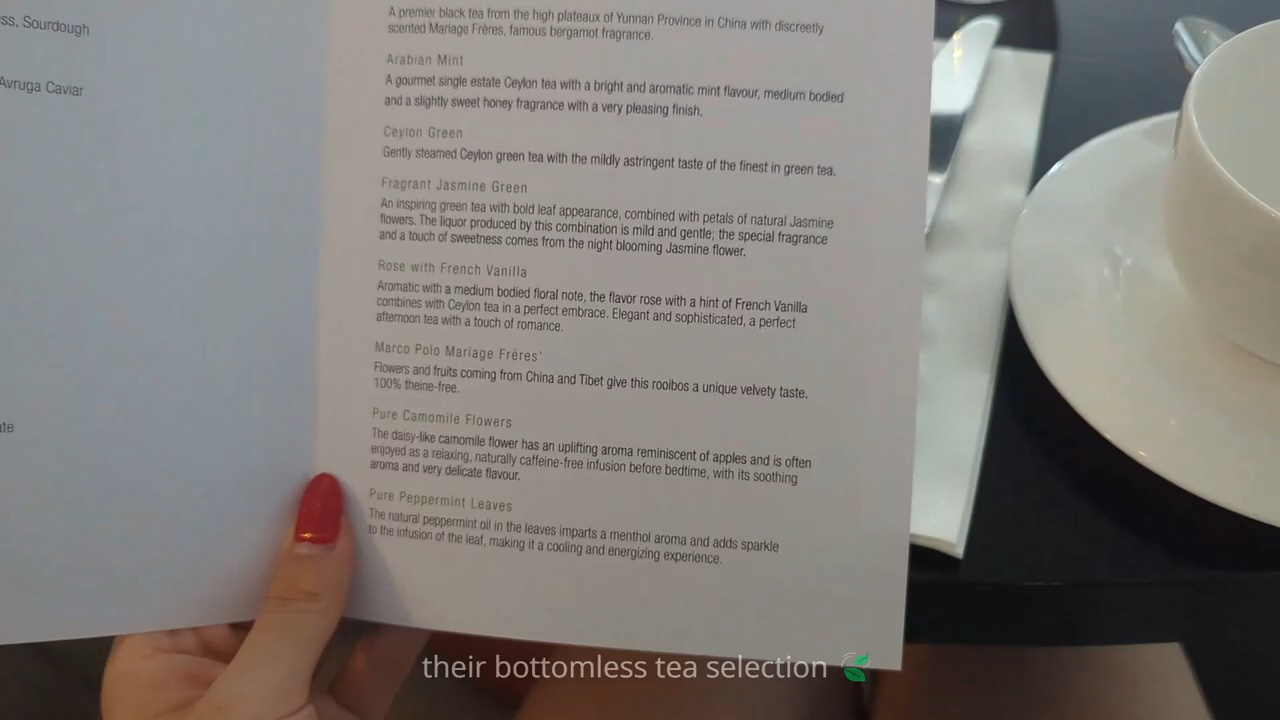 ss, Sourdough
Avruga Caviar
ate
A premier black tea from the high plateaux of Yunnan Province in China with discreetly
scented Mariage Frères, famous bergamot fragrance.
Arabian Mint
A gourmet single estate Ceylon tea with a bright and aromatic mint flavour, medium bodied
and a slightly sweet honey fragrance with a very pleasing finish.
Ceylon Green
Gently steamed Ceylon green tea with the mildly astringent taste of the finest in green tea.
Fragrant Jasmine Green
An inspiring green tea with bold leaf appearance, combined with petals of natural Jasmine
flowers. The liquor produced by this combination is mild and gentle; the special fragrance
and a touch of sweetness comes from the night blooming Jasmine flower.
Rose with French Vanilla
Aromatic with a medium bodied floral note, the flavor rose with a hint of French Vanilla
combines with Ceylon tea in a perfect embrace. Elegant and sophisticated, a perfect
afternoon tea with a touch of romance.
Marco Polo Mariage Frères'
Flowers and fruits coming from China and Tibet give this rooibos a unique velvety taste.
100% theine-free.
Pure Camomile Flowers
The daisy-like camomile flower has an uplifting aroma reminiscent of apples and is often
enjoyed as a relaxing, naturally caffeine-free infusion before bedtime, with its soothing
aroma and very delicate flavour.
Pure Peppermint Leaves
The natural peppermint oil in the leaves imparts a menthol aroma and adds sparkle
to the infusion of the leaf, making it a cooling and energizing experience.
their bottomless tea selection 🍃